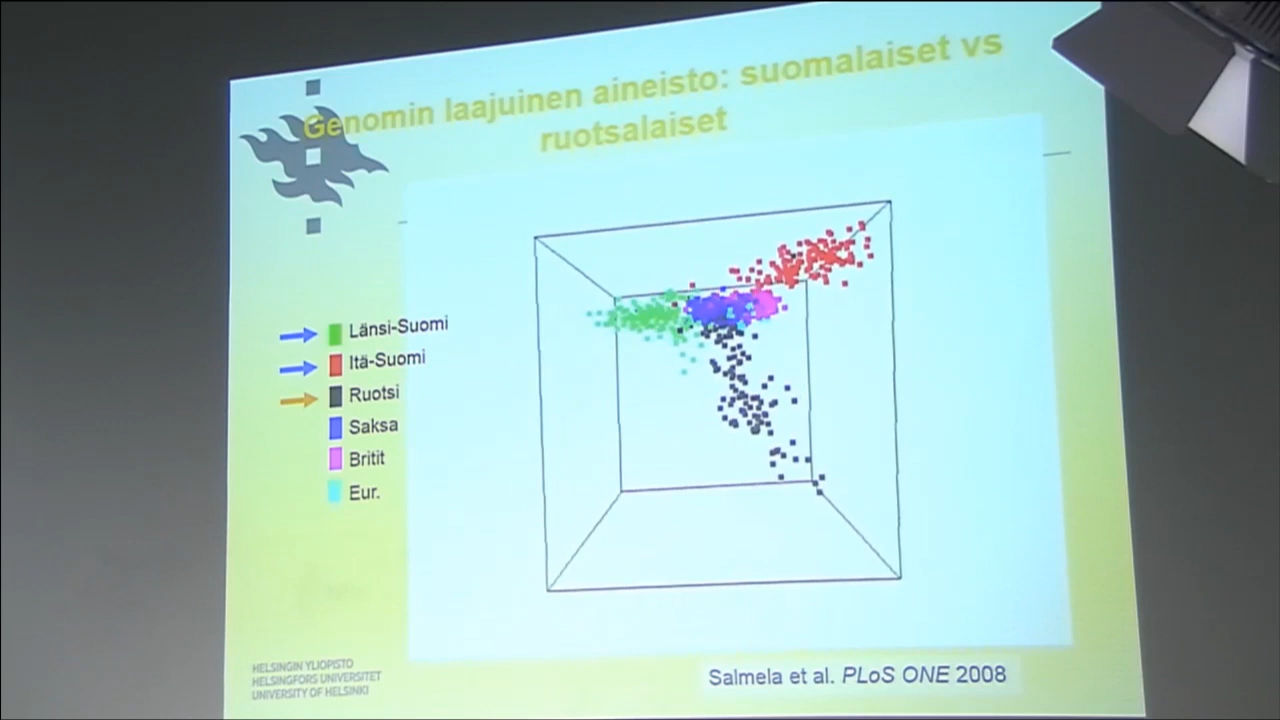 Genomin laajuinen aineisto: suomalaiset vs
ruotsalaiset
Länsi-Suomi
Itä-Suomi
Ruotsi
Saksa
Britit
Eur.
HELSINGIN YLIOPISTO
HELSINGFORS UNIVERSITET
UNIVERSITY OF HELSINKI
Salmela et al. PLoS ONE 2008